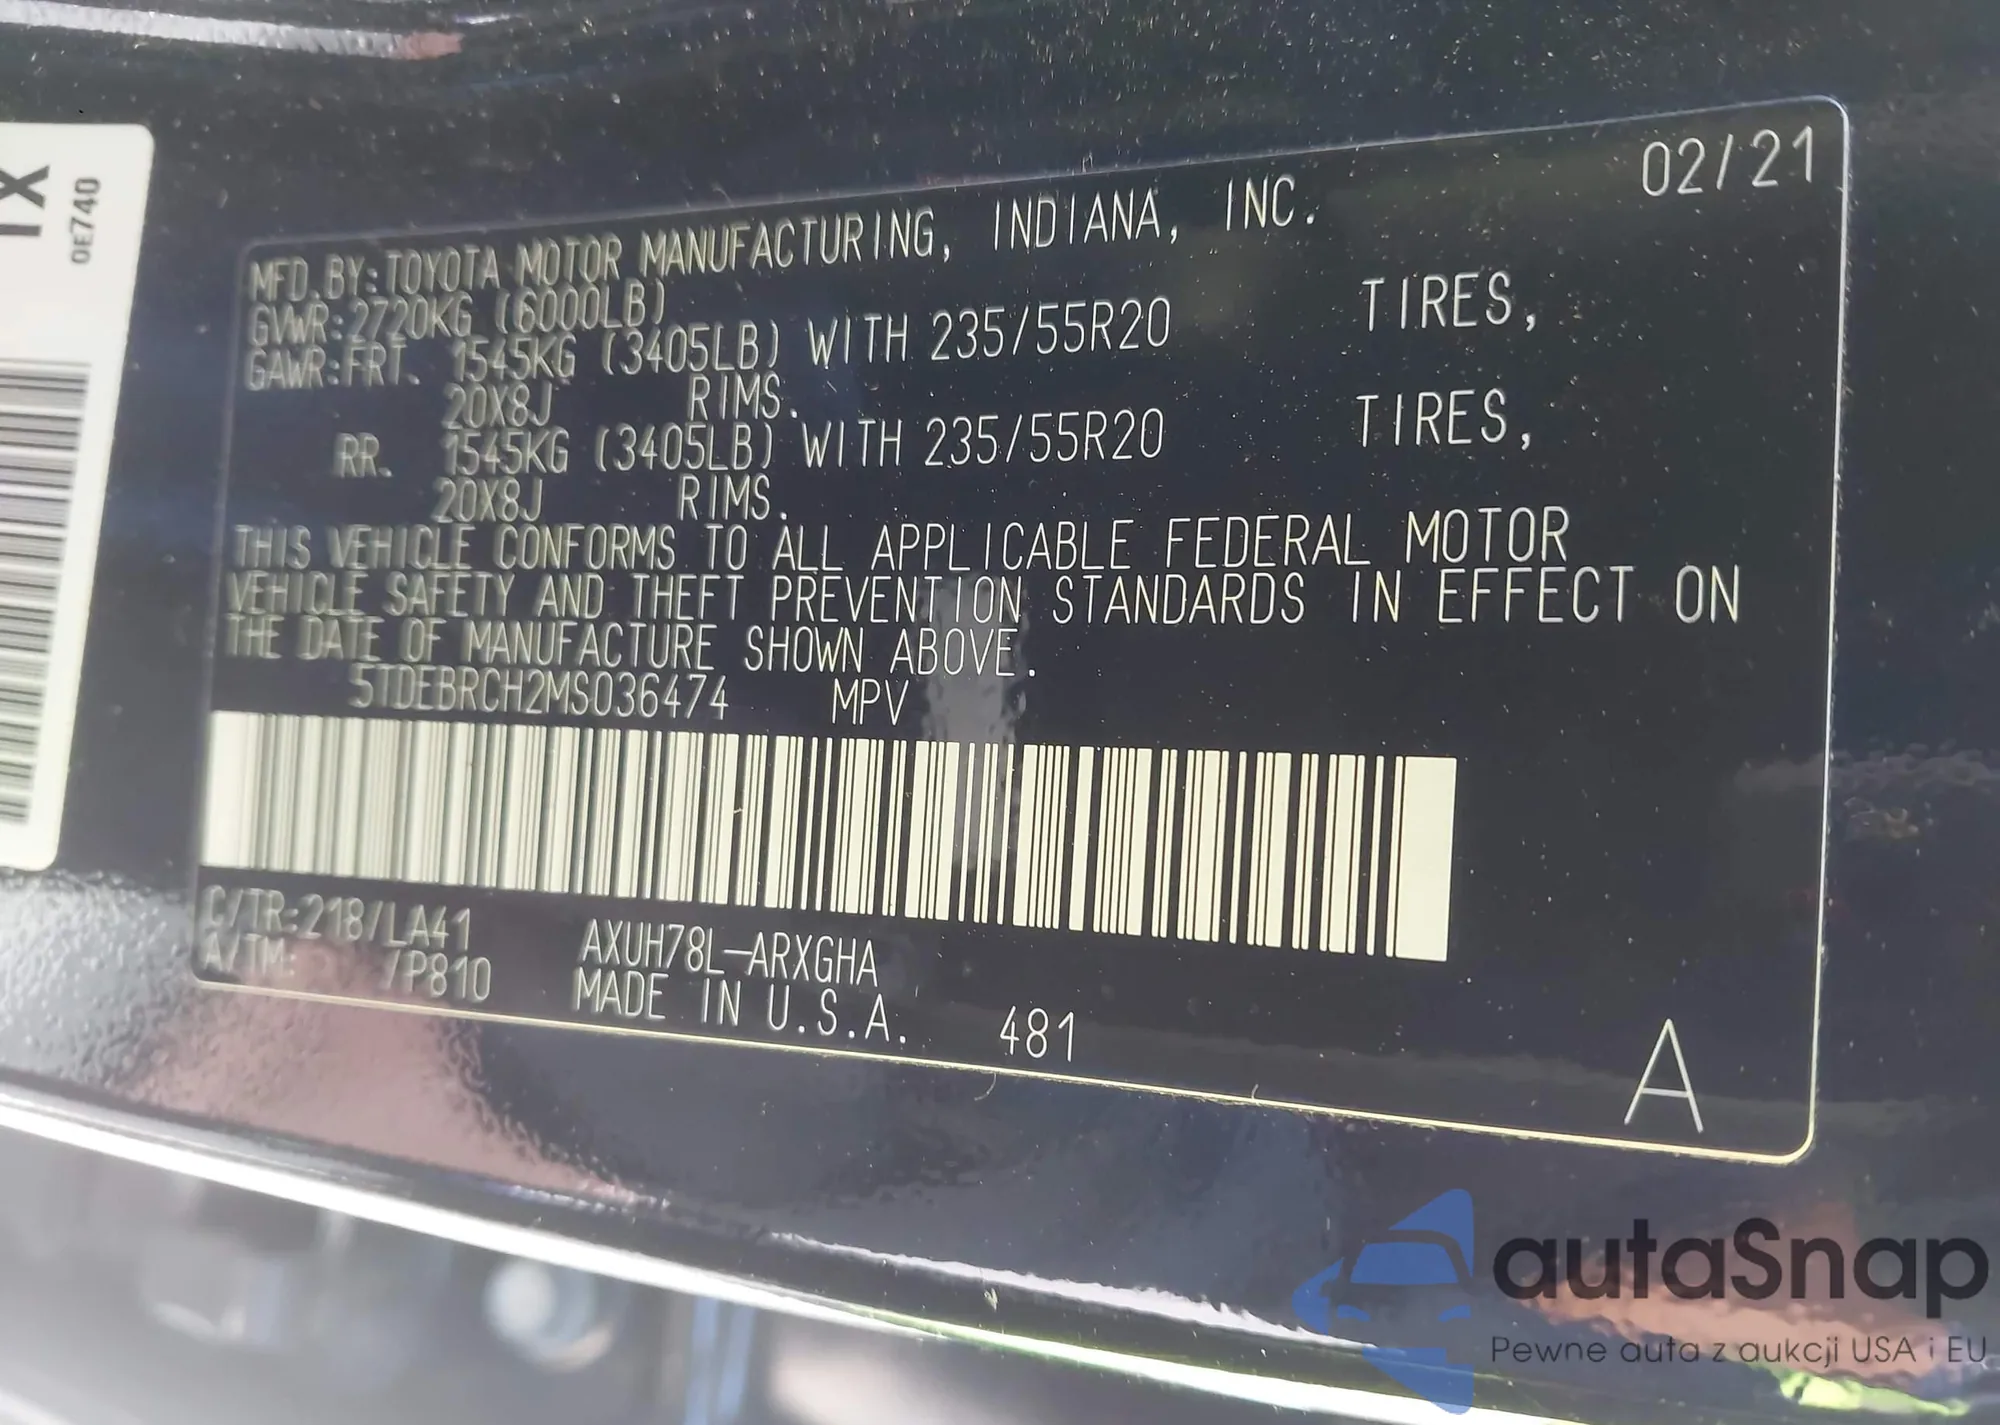 02/21
MFD.BY:TOYOTA MOTOR MANUFACTURING, INDIANA, INC.
GVWR:2720KG (6000LB)
GAWR:FRT. 1545KG (3405LB) WITH 235/55R20 TIRES,
20X8J RIMS.
RR. 1545KG (3405LB) WITH 235/55R20 TIRES,
20X8J RIMS.
THIS VEHICLE CONFORMS TO ALL APPLICABLE FEDERAL MOTOR
VEHICLE SAFETY AND THEFT PREVENTION STANDARDS IN EFFECT ON
THE DATE OF MANUFACTURE SHOWN ABOVE.
5TDEBRCH2MS036474 MPV
C/TR:218/LA41 AXUH78L-ARXGHA
A/TM: /P810 MADE IN U.S.A. 481
A
0E740
autaSnap
Pewne auta z aukcji USA i EU